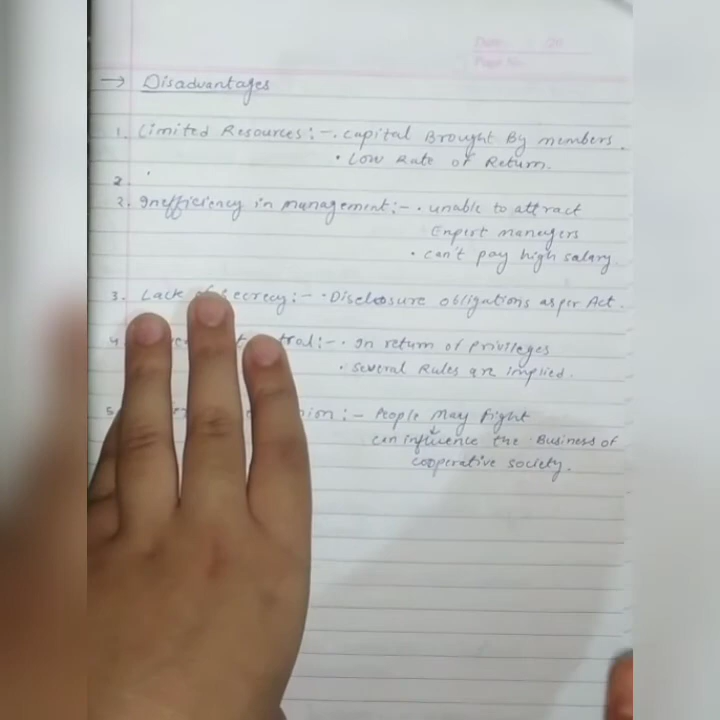 Date 20
Page No.
→ Disadvantages
1. Limited Resources:- • Capital Brought By members.
• Low Rate of Return.
2. •
2. Inefficiency in management:- • unable to attract
Expert managers
• can't pay high salary.
3. Lack Secrecy:- • Disclosure obligations as per Act.
4. trol:- • In return of privileges
• Several Rules are implied.
5. nion:- People May Fight
↓
can influence the Business of
cooperative society.